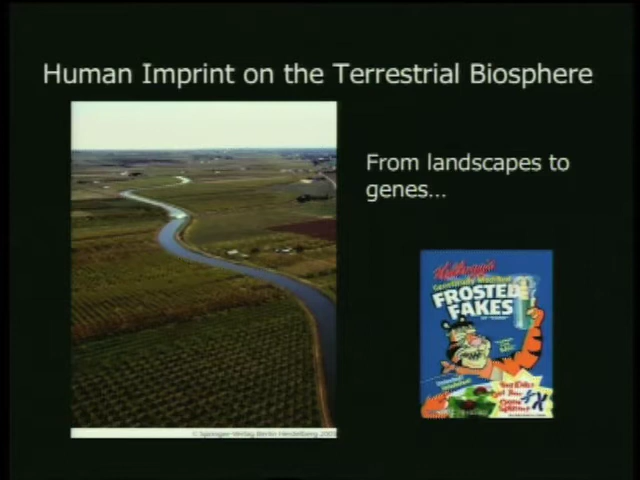 Human Imprint on the Terrestrial Biosphere
From landscapes to
genes...
Kellogg's
Genetically Modified
FROSTED
FAKES
© Springer-Verlag Berlin Heidelberg